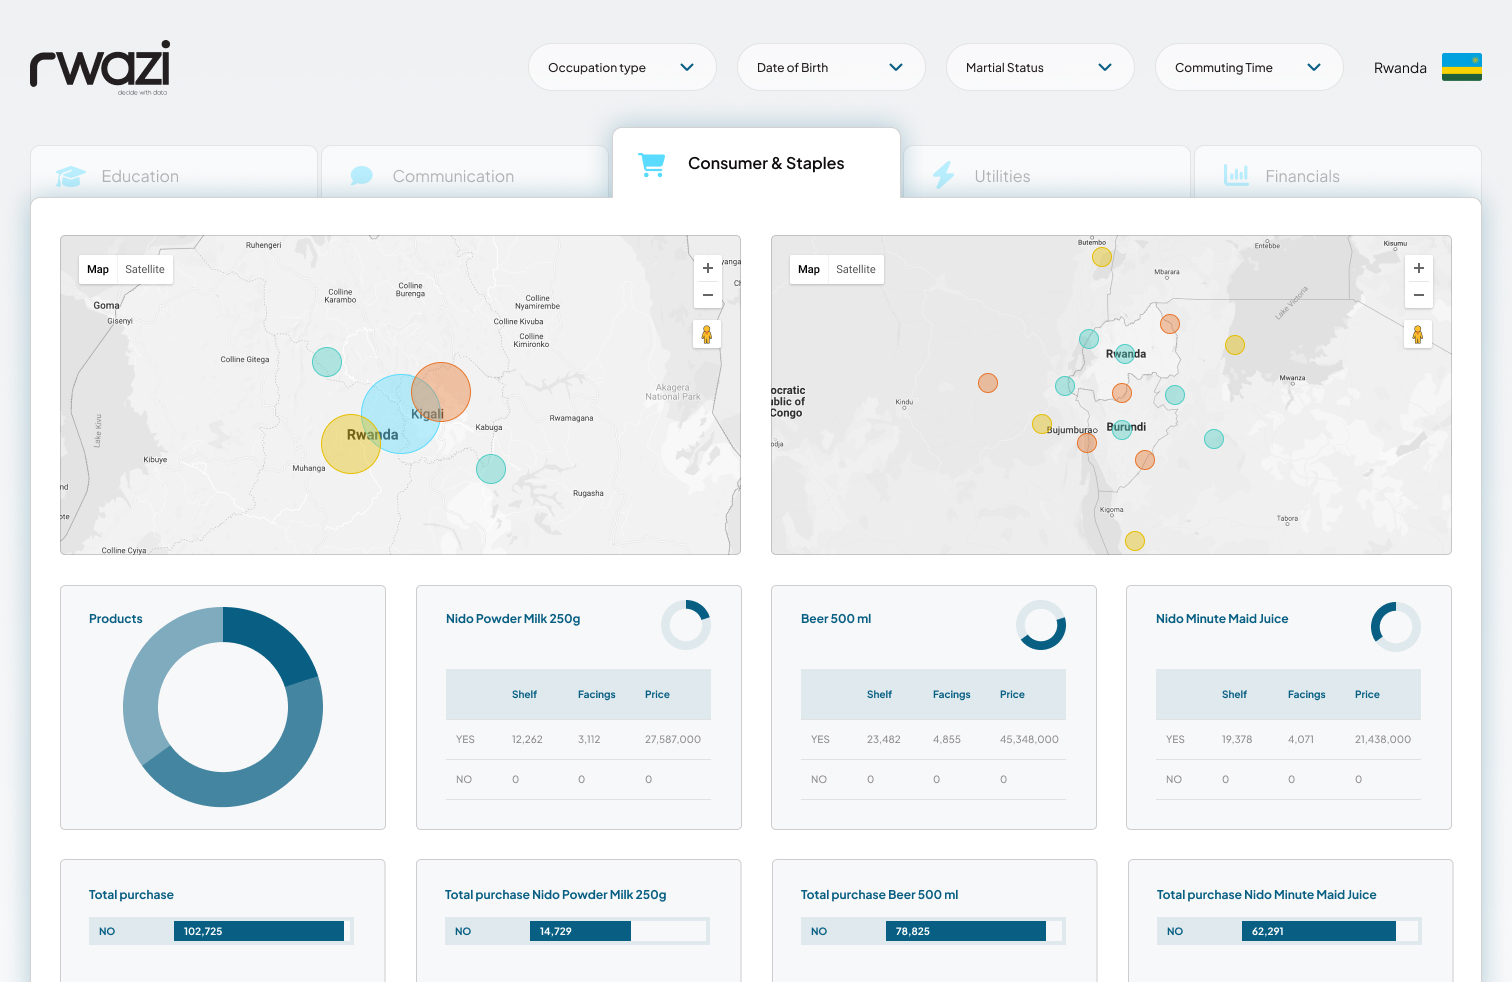 rwazi
decide with data
Occupation type
Date of Birth
Martial Status
Commuting Time
Rwanda
Education
Communication
Consumer & Staples
Utilities
Financials
Map
Satellite
Ruhengeri
Goma
Gisenyi
Colline
Karambo
Colline
Burenga
Colline
Nyamirembe
Colline Kivuba
Colline
Kimironko
Colline Gitega
Akagera
National Park
Kigali
Rwanda
Kabuga
Rwamagana
Lake Kivu
Kibuye
Muhanga
Rugasha
Colline Cyiya
Map
Satellite
Butembo
Entebbe
Kisumu
Mbarara
Lake Victoria
Rwanda
Mwanza
ocratic
ublic of
Congo
Kindu
Bujumburao
Burundi
Kigoma
Tabora
Products
Nido Powder Milk 250g
Shelf Facings Price
YES 12,262 3,112 27,587,000
NO 0 0 0
Beer 500 ml
Shelf Facings Price
YES 23,482 4,855 45,348,000
NO 0 0 0
Nido Minute Maid Juice
Shelf Facings Price
YES 19,378 4,071 21,438,000
NO 0 0 0
Total purchase
NO 102,725
Total purchase Nido Powder Milk 250g
NO 14,729
Total purchase Beer 500 ml
NO 78,825
Total purchase Nido Minute Maid Juice
NO 62,291